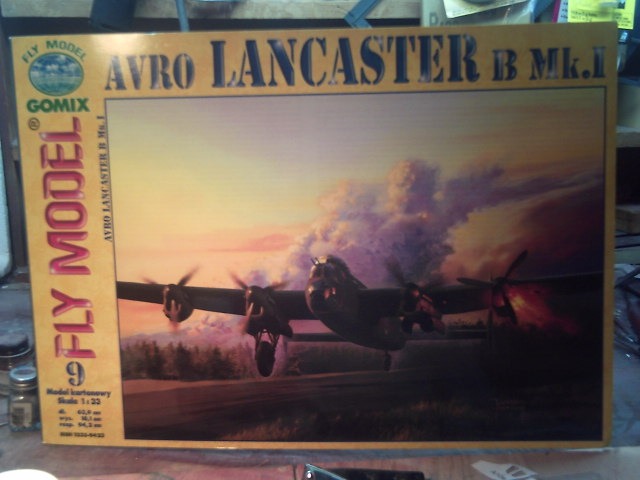 FLY MODEL
GOMIX
AVRO LANCASTER B Mk.I
AVRO LANCASTER B Mk.I
FLY MODEL®
9
Model kartonowy
Skala 1:33